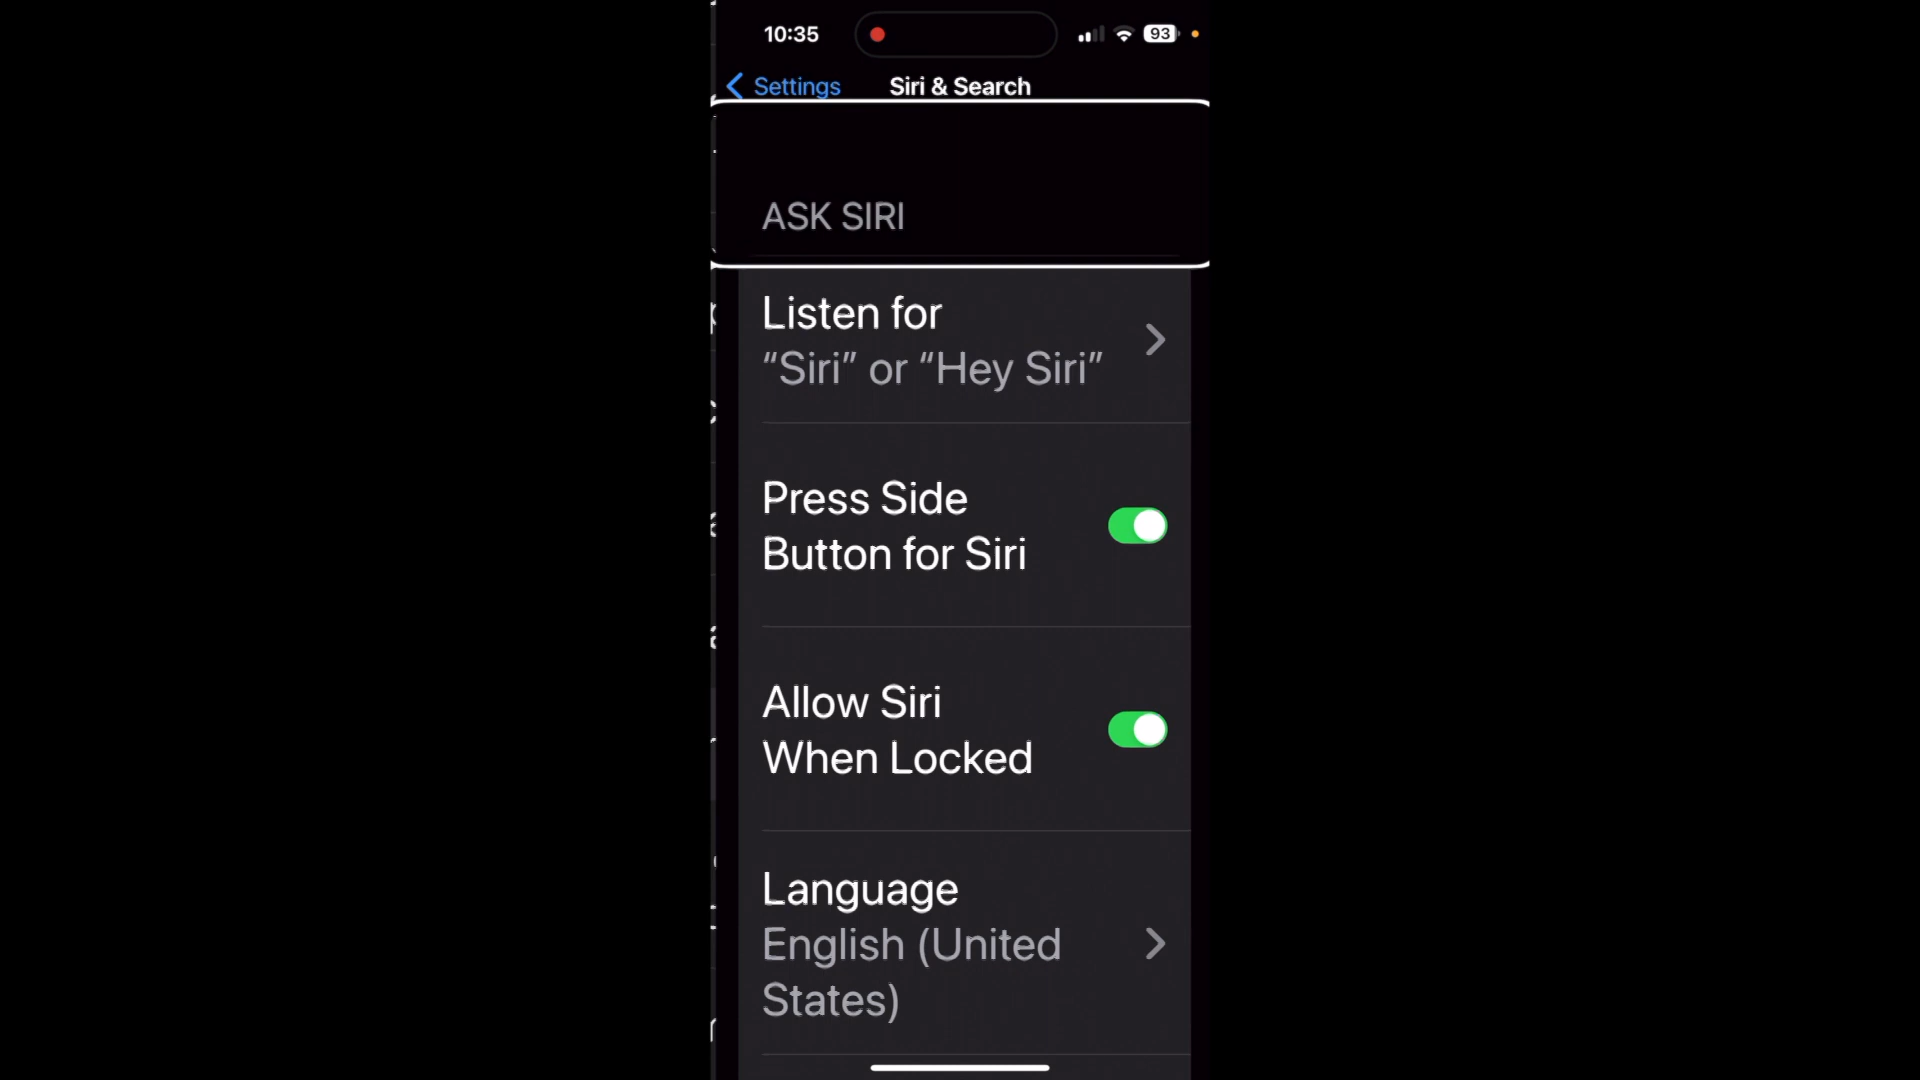 10:35
93
Settings
Siri & Search
ASK SIRI
Listen for
“Siri” or “Hey Siri”
Press Side
Button for Siri
Allow Siri
When Locked
Language
English (United
States)